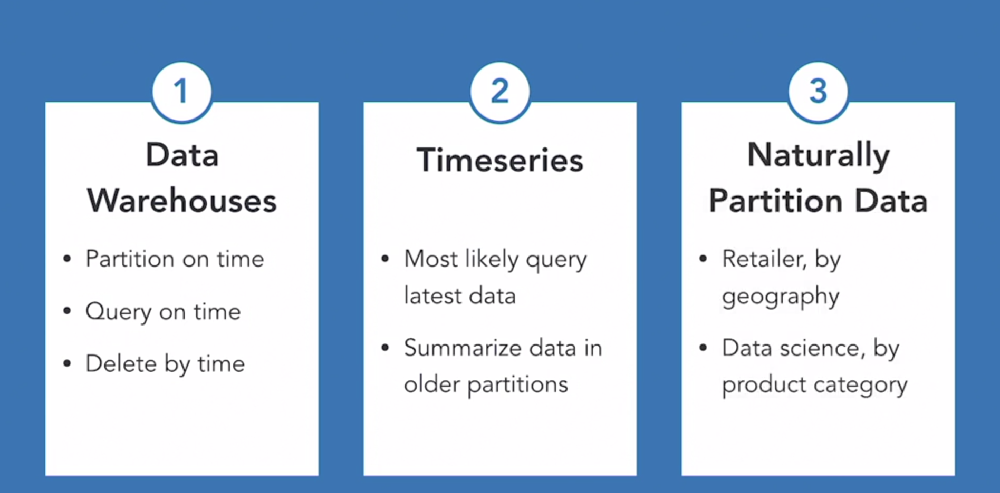 1
Data
Warehouses
• Partition on time
• Query on time
• Delete by time
2
Timeseries
• Most likely query
latest data
• Summarize data in
older partitions
3
Naturally
Partition Data
• Retailer, by
geography
• Data science, by
product category